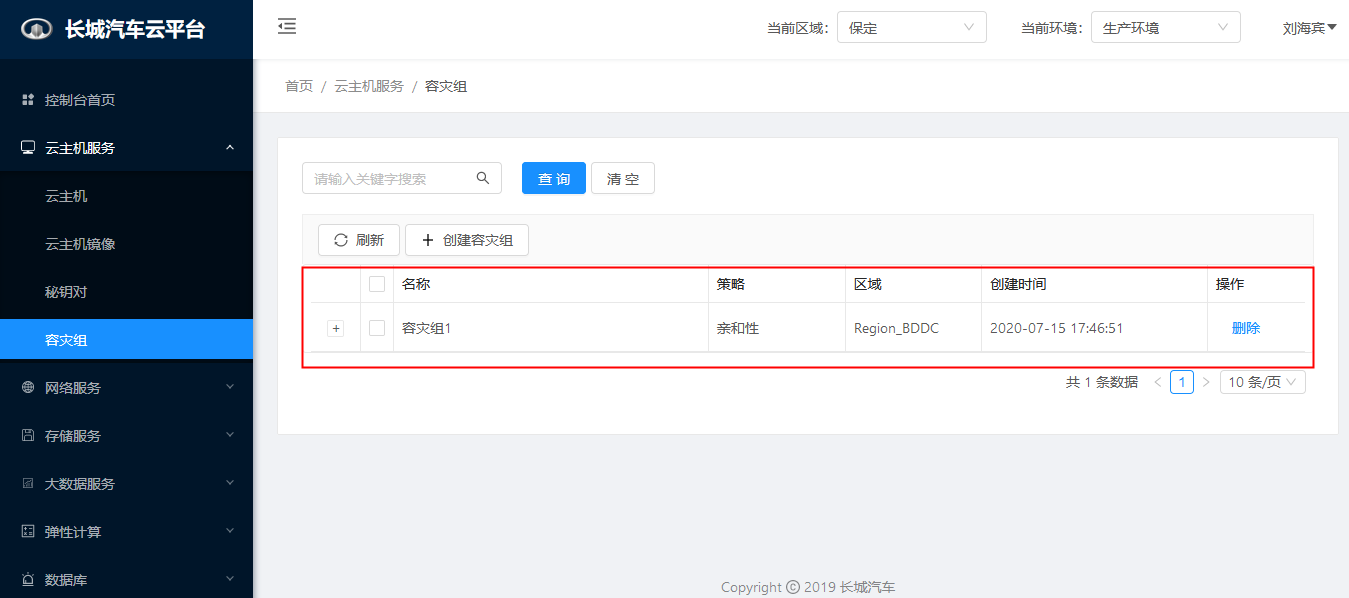 长城汽车云平台
当前区域： 保定 当前环境： 生产环境 刘海宾
首页 / 云主机服务 / 容灾组
控制台首页
云主机服务
云主机
云主机镜像
秘钥对
容灾组
网络服务
存储服务
大数据服务
弹性计算
数据库
请输入关键字搜索 查 询 清 空
刷新 + 创建容灾组
名称 策略 区域 创建时间 操作
+ 容灾组1 亲和性 Region_BDDC 2020-07-15 17:46:51 删除
共 1 条数据 < 1 > 10 条/页
Copyright © 2019 长城汽车